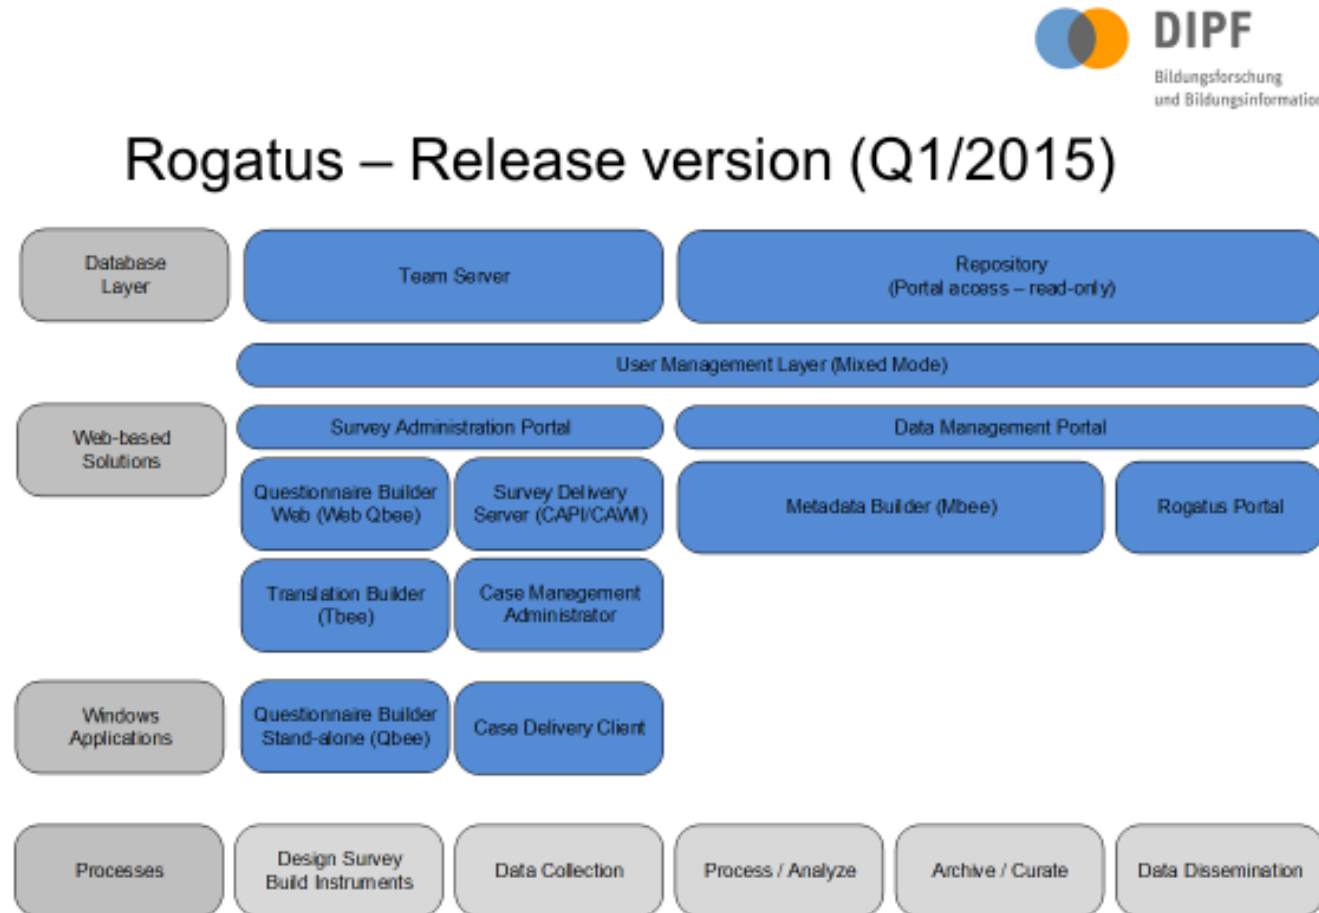 DIPF
Bildungsforschung
und Bildungsinformation
Rogatus – Release version (Q1/2015)
Database
Layer
Team Server
Repository
(Portal access – read-only)
User Management Layer (Mixed Mode)
Web-based
Solutions
Survey Administration Portal
Data Management Portal
Questionnaire Builder
Web (Web Qbee)
Survey Delivery
Server (CAPI/CAWI)
Metadata Builder (Mbee)
Rogatus Portal
Translation Builder
(Tbee)
Case Management
Administrator
Windows
Applications
Questionnaire Builder
Stand-alone (Qbee)
Case Delivery Client
Processes
Design Survey
Build Instruments
Data Collection
Process / Analyze
Archive / Curate
Data Dissemination